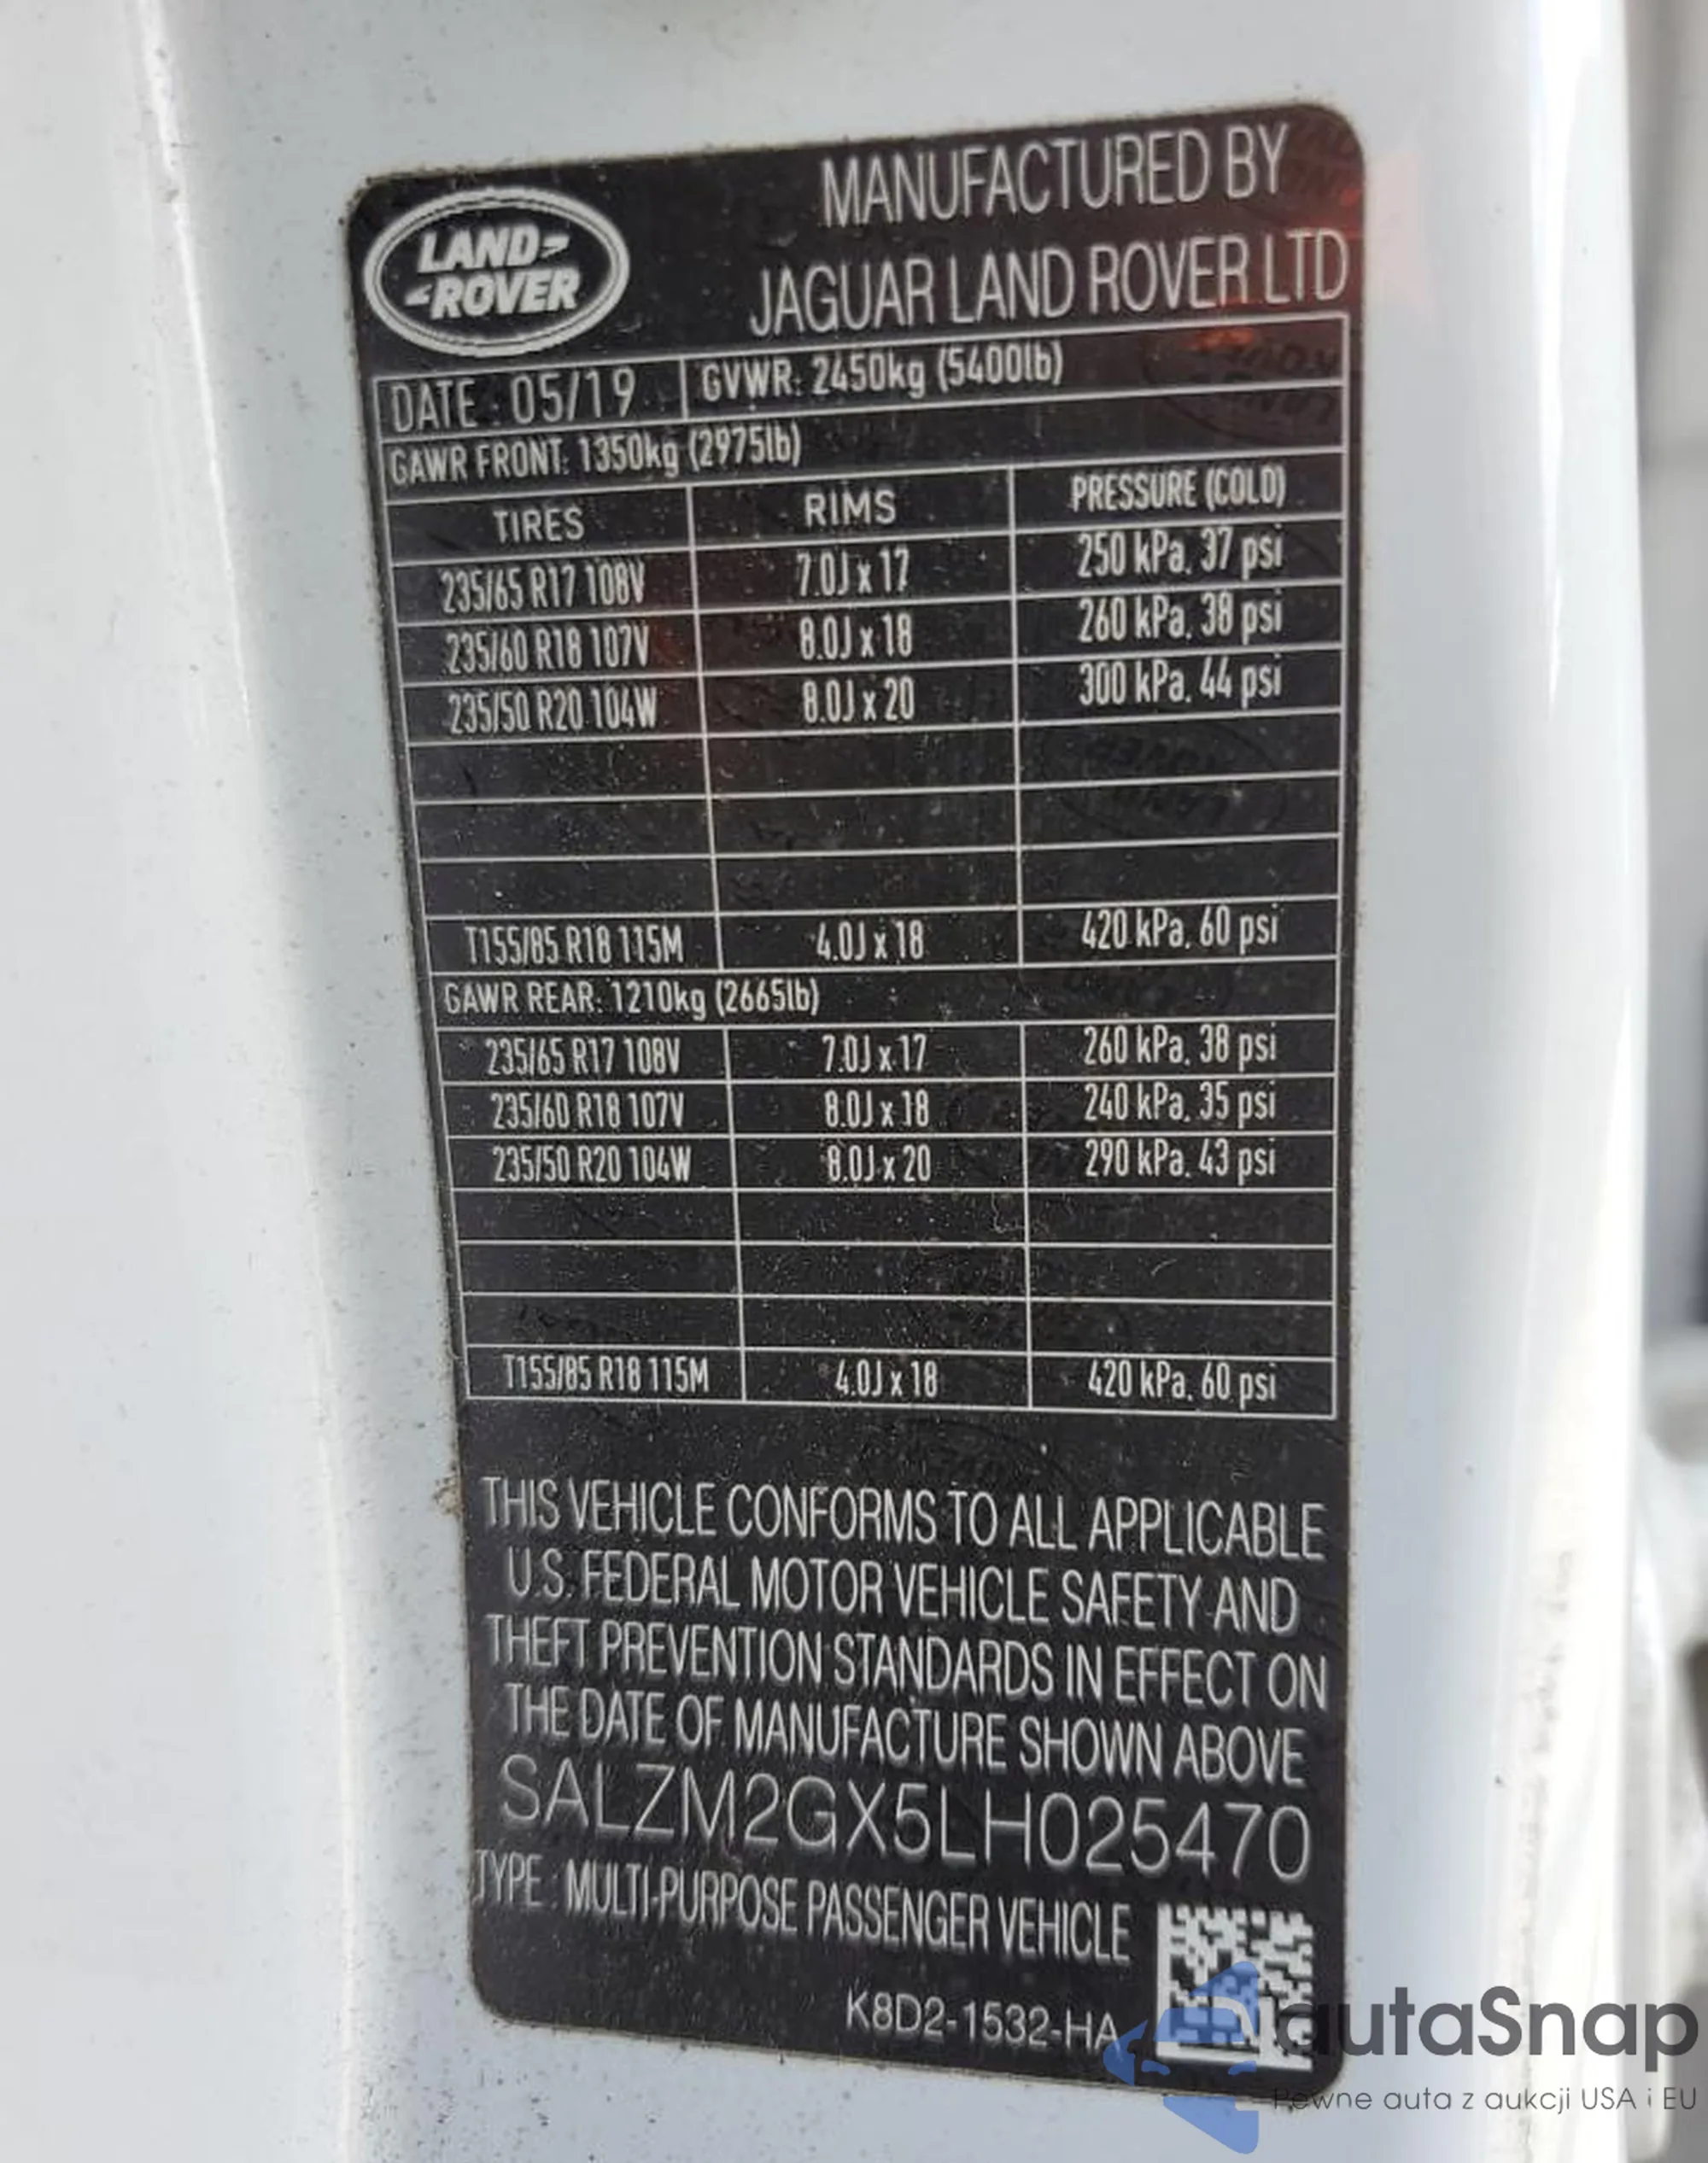 LAND-
-ROVER
MANUFACTURED BY
JAGUAR LAND ROVER LTD
DATE : 05/19 GVWR: 2450kg (5400lb)
GAWR FRONT: 1350kg (2975lb)
TIRES RIMS PRESSURE (COLD)
235/65 R17 108V 7.0J x 17 250 kPa, 37 psi
235/60 R18 107V 8.0J x 18 260 kPa, 38 psi
235/50 R20 104W 8.0J x 20 300 kPa, 44 psi
T155/85 R18 115M 4.0J x 18 420 kPa, 60 psi
GAWR REAR: 1210kg (2665lb)
235/65 R17 108V 7.0J x 17 260 kPa, 38 psi
235/60 R18 107V 8.0J x 18 240 kPa, 35 psi
235/50 R20 104W 8.0J x 20 290 kPa, 43 psi
T155/85 R18 115M 4.0J x 18 420 kPa, 60 psi
THIS VEHICLE CONFORMS TO ALL APPLICABLE
U.S. FEDERAL MOTOR VEHICLE SAFETY AND
THEFT PREVENTION STANDARDS IN EFFECT ON
THE DATE OF MANUFACTURE SHOWN ABOVE
SALZM2GX5LH025470
TYPE : MULTI-PURPOSE PASSENGER VEHICLE
K8D2-1532-HA
autaSnap
Pewne auta z aukcji USA i EU